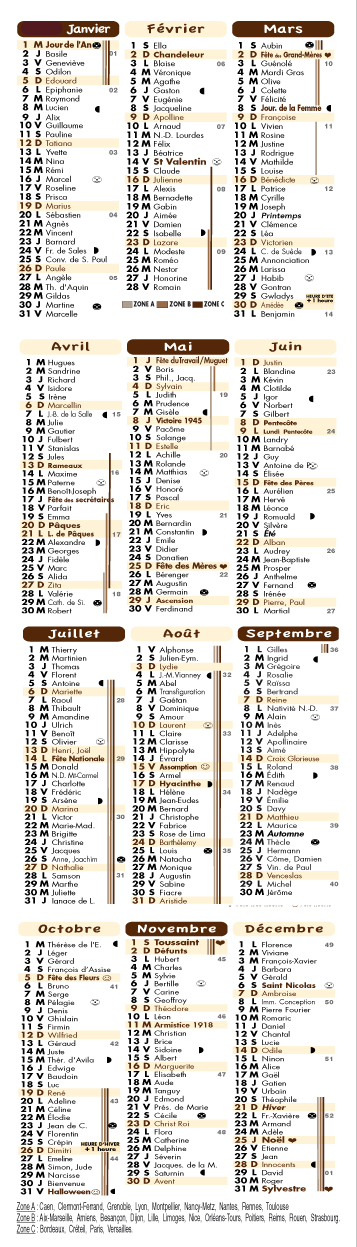 Janvier
1 M Jour de l'An
2 J Basile 01
3 V Geneviève
4 S Odilon
5 D Edouard
6 L Epiphanie 02
7 M Raymond
8 M Lucien
9 J Alix
10 V Guillaume
11 S Pauline
12 D Tatiana
13 L Yvette 03
14 M Nina
15 M Rémi
16 J Marcel
17 V Roseline
18 S Prisca
19 D Marius
20 L Sébastien 04
21 M Agnès
22 M Vincent
23 J Barnard
24 V Fr. de Sales
25 S Conv. de S. Paul
26 D Paule
27 L Angèle 05
28 M Th. d'Aquin
29 M Gildas
30 J Martine
31 V Marcelle
Février
1 S Ella
2 D Chandeleur
3 L Blaise 06
4 M Véronique
5 M Agathe
6 J Gaston
7 V Eugénie
8 S Jacqueline
9 D Apolline
10 L Arnaud 07
11 M N.-D. Lourdes
12 M Félix
13 J Béatrice
14 V St Valentin
15 S Claude
16 D Julienne
17 L Alexis 08
18 M Bernadette
19 M Gabin
20 J Aimée
21 V Damien
22 S Isabelle
23 D Lazare
24 L Modeste 09
25 M Roméo
26 M Nestor
27 J Honorine
28 V Romain
ZONE A ZONE B ZONE C
Mars
1 S Aubin
2 D Fête des Grand-Mères
3 L Guénolé 10
4 M Mardi Gras
5 M Olive
6 J Colette
7 V Félicité
8 S Jour. de la Femme
9 D Françoise
10 L Vivien 11
11 M Rosine
12 M Justine
13 J Rodrigue
14 V Mathilde
15 S Louise
16 D Bénédicte
17 L Patrice 12
18 M Cyrille
19 M Joseph
20 J Printemps
21 V Clémence
22 S Léa
23 D Victorien
24 L C. de Suède 13
25 M Annonciation
26 M Larissa
27 J Habib
28 V Gontran
29 S Gwladys HEURE D'ETE
30 D Amédée + 1 heure
31 L Benjamin 14
Avril
1 M Hugues
2 M Sandrine
3 J Richard
4 V Isidore
5 S Irène
6 D Marcellin
7 L J.-B. de la Salle 15
8 M Julie
9 M Gautier
10 J Fulbert
11 V Stanislas
12 S Jules
13 D Rameaux
14 L Maxime 16
15 M Paterne
16 M Benoît-Joseph
17 J Fête des secrétaires
18 V Parfait
19 S Emma
20 D Pâques
21 L L. de Pâques 17
22 M Alexandre
23 M Georges
24 J Fidèle
25 V Marc
26 S Alida
27 D Zita
28 L Valérie 18
29 M Cath. de Si.
30 M Robert
Mai
1 J Fête du Travail/Muguet
2 V Boris
3 S Phil., Jacq.
4 D Sylvain
5 L Judith 19
6 M Prudence
7 M Gisèle
8 J Victoire 1945
9 V Pacôme
10 S Solange
11 D Estelle
12 L Achille 20
13 M Rolande
14 M Matthias
15 J Denise
16 V Honoré
17 S Pascal
18 D Eric
19 L Yves 21
20 M Bernardin
21 M Constantin
22 J Emile
23 V Didier
24 S Donatien
25 D Fête des Mères
26 L Bérenger 22
27 M Augustin
28 M Germain
29 J Ascension
30 V Ferdinand
Juin
1 D Justin
2 L Blandine 23
3 M Kévin
4 M Clotilde
5 J Igor
6 V Norbert
7 S Gilbert
8 D Pentecôte
9 L Lundi Pentecôte 24
10 M Landry
11 M Barnabé
12 J Guy
13 V Antoine de P.
14 S Elisée
15 D Fête des Pères
16 L Aurélien 25
17 M Hervé
18 M Léonce
19 J Romuald
20 V Silvère
21 S Été
22 D Alban
23 L Audrey 26
24 M Jean-Baptiste
25 M Prosper
26 J Anthelme
27 V Fernand
28 S Irénée
29 D Pierre, Paul
30 L Martial 27
Juillet
1 M Thierry
2 M Martinien
3 J Thomas
4 V Florent
5 S Antoine
6 D Mariette
7 L Raoul 28
8 M Thibault
9 M Amandine
10 J Ulrich
11 V Benoît
12 S Olivier
13 D Henri, Joël
14 L Fête Nationale 29
15 M Donald
16 M N.D. Mt-Carmel
17 J Charlotte
18 V Frédéric
19 S Arsène
20 D Marina
21 L Victor 30
22 M Marie-Mad.
23 M Brigitte
24 J Christine
25 V Jacques
26 S Anne, Joachim
27 D Nathalie
28 L Samson 31
29 M Marthe
30 M Juliette
31 J Ignace de L.
Août
1 V Alphonse
2 S Julien-Eym.
3 D Lydie
4 L J.-M. Vianney 32
5 M Abel
6 M Transfiguration
7 J Gaétan
8 V Dominique
9 S Amour
10 D Laurent
11 L Claire 33
12 M Clarisse
13 M Hippolyte
14 J Evrard
15 V Assomption
16 S Armel
17 D Hyacinthe
18 L Hélène 34
19 M Jean-Eudes
20 M Bernard
21 J Christophe
22 V Fabrice
23 S Rose de Lima
24 D Barthélemy
25 L Louis 35
26 M Natacha
27 M Monique
28 J Augustin
29 V Sabine
30 S Fiacre
31 D Aristide
Septembre
1 L Gilles 36
2 M Ingrid
3 M Grégoire
4 J Rosalie
5 V Raïssa
6 S Bertrand
7 D Reine
8 L Nativité N.-D. 37
9 M Alain
10 M Inès
11 J Adelphe
12 V Apollinaire
13 S Aimé
14 D Croix Glorieuse
15 L Roland 38
16 M Édith
17 M Renaud
18 J Nadège
19 V Émilie
20 S Davy
21 D Matthieu
22 L Maurice 39
23 M Automne
24 M Thècle
25 J Hermann
26 V Côme, Damien
27 S Vin. de Paul
28 D Venceslas
29 L Michel 40
30 M Jérôme
Octobre
1 M Thérèse de l'E.
2 J Léger
3 V Gérard
4 S François d'Assise
5 D Fête des Fleurs
6 L Bruno 41
7 M Serge
8 M Pélagie
9 J Denis
10 V Ghislain
11 S Firmin
12 D Wilfried
13 L Géraud 42
14 M Juste
15 M Thér. d'Avila
16 J Edwige
17 V Baudoin
18 S Luc
19 D René
20 L Adeline 43
21 M Céline
22 M Élodie
23 J Jean de C.
24 V Florentin
25 S Crépin HEURE D'HIVER
26 D Dimitri + 1 heure
27 L Emeline 44
28 M Simon, Jude
29 M Narcisse
30 J Bienvenue
31 V Halloween
Novembre
1 S Toussaint
2 D Défunts
3 L Hubert 45
4 M Charles
5 M Sylvie
6 J Bertille
7 V Carine
8 S Geoffroy
9 D Théodore
10 L Léon 46
11 M Armistice 1918
12 M Christian
13 J Brice
14 V Sidoine
15 S Albert
16 D Marguerite
17 L Elisabeth 47
18 M Aude
19 M Tanguy
20 J Edmond
21 V Prés. de Marie
22 S Cécile
23 D Christ Roi
24 L Flora 48
25 M Catherine
26 M Delphine
27 J Séverin
28 V Jacques. de la M.
29 S Saturnin
30 D Avent
Décembre
1 L Florence 49
2 M Viviane
3 M François-Xavier
4 J Barbara
5 V Gérald
6 S Saint Nicolas
7 D Ambroise
8 L Imm. Conception 50
9 M Pierre Fourier
10 M Romaric
11 J Daniel
12 V Chantal
13 S Lucie
14 D Odile
15 L Ninon 51
16 M Alice
17 M Gaël
18 J Gatien
19 V Urbain
20 S Théophile
21 D Hiver
22 L Fr.-Xavière 52
23 M Armand
24 M Adèle
25 J Noël
26 V Etienne
27 S Jean
28 D Innocents
29 L David 01
30 M Roger
31 M Sylvestre
Zone A : Caen, Clermont-Ferrand, Grenoble, Lyon, Montpellier, Nancy-Metz, Nantes, Rennes, Toulouse
Zone B : Aix-Marseille, Amiens, Besançon, Dijon, Lille, Limoges, Nice, Orléans-Tours, Poitiers, Reims, Rouen, Strasbourg.
Zone C : Bordeaux, Créteil, Paris, Versailles.